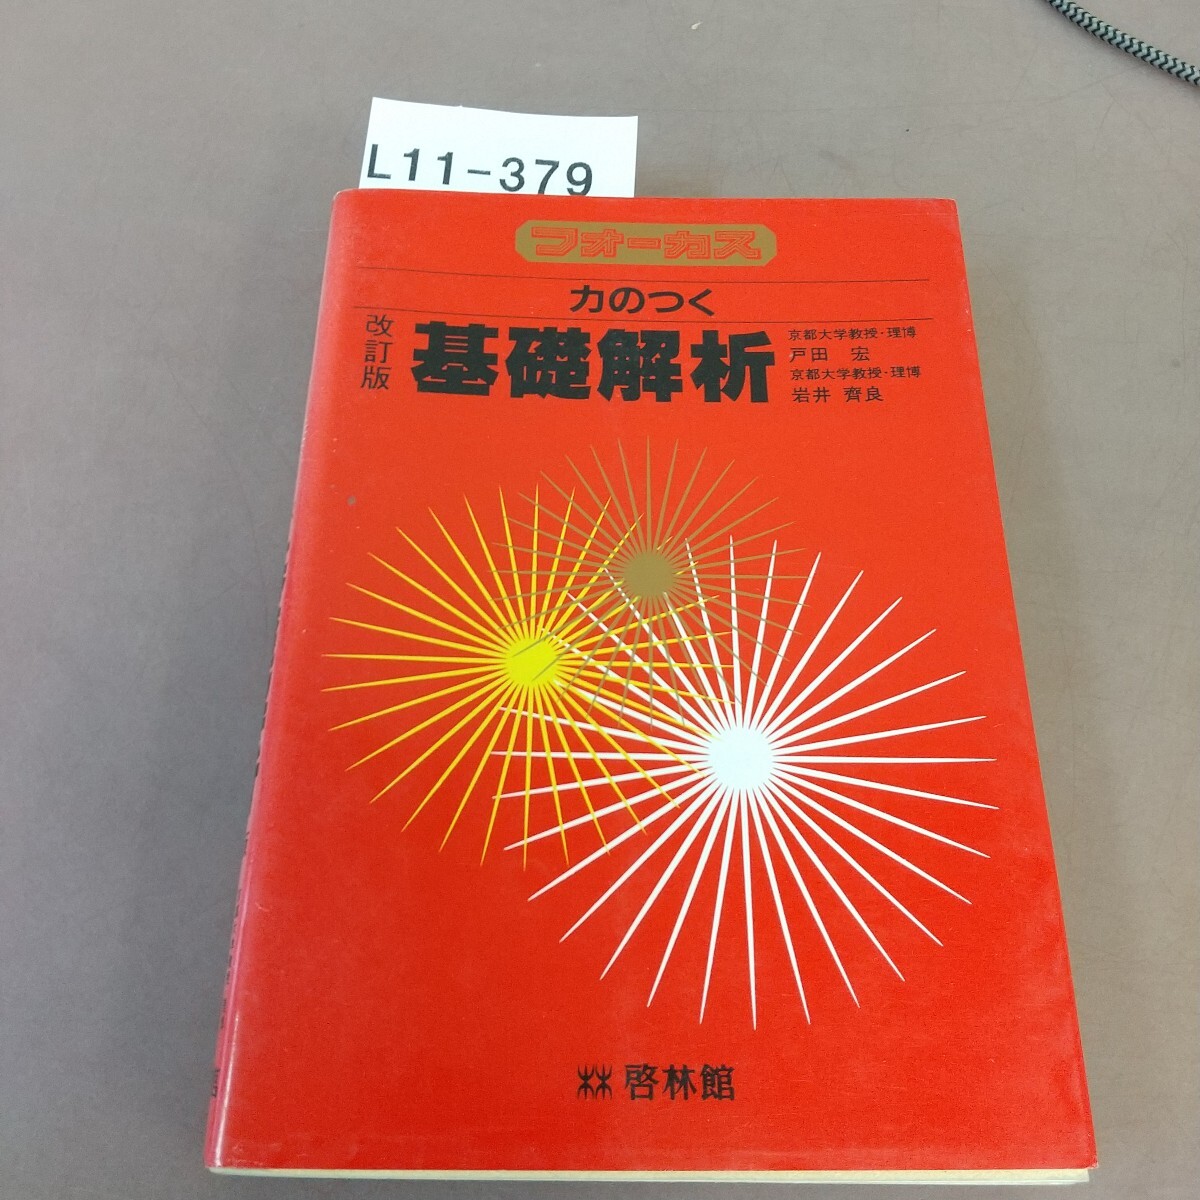 L11-379
フォーカス
力のつく
改訂版
基礎解析
京都大学教授・理博
戸田 宏
京都大学教授・理博
岩井 齊良
啓林館